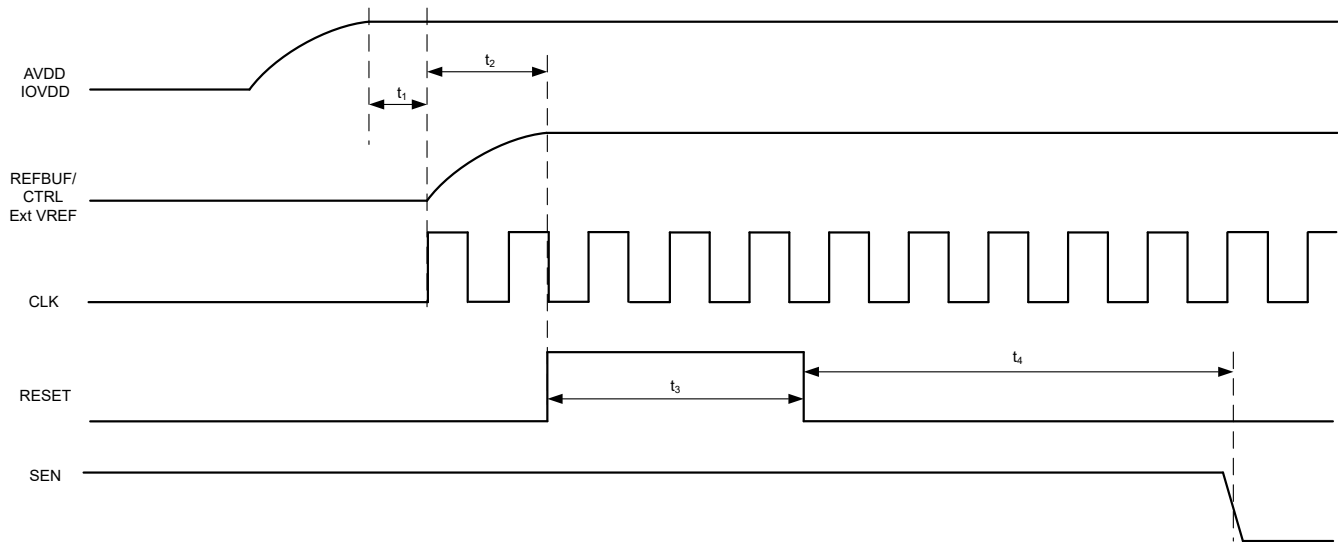 AVDD
IOVDD
t₁
t₂
REFBUF/
CTRL
Ext VREF
CLK
RESET
t₃
t₄
SEN